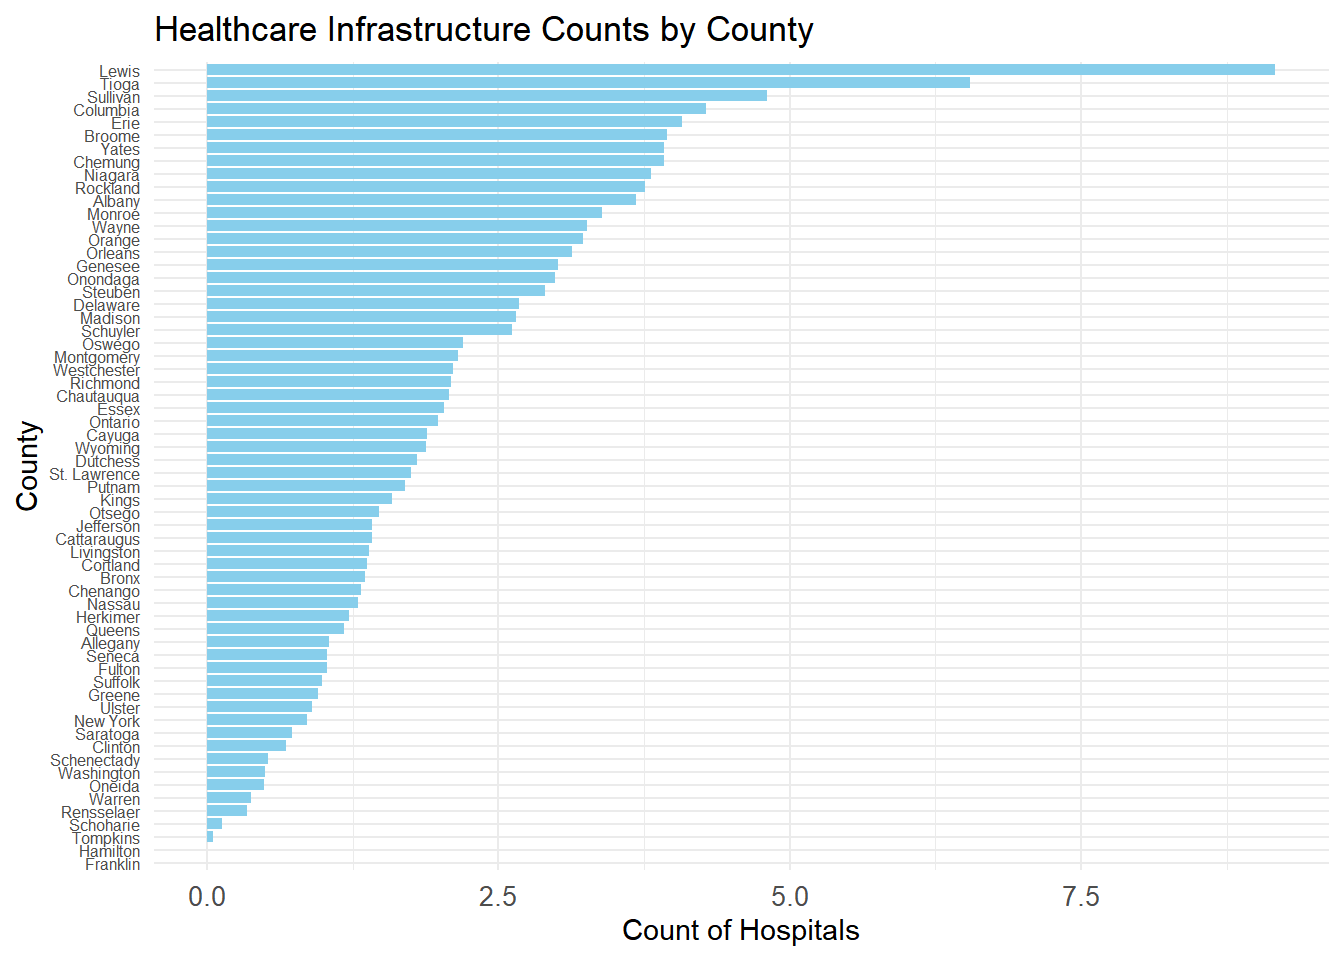 Healthcare Infrastructure Counts by County
Lewis
Tioga
Sullivan
Columbia
Erie
Broome
Yates
Chemung
Niagara
Rockland
Albany
Monroe
Wayne
Orange
Orleans
Genesee
Onondaga
Steuben
Delaware
Madison
Schuyler
Oswego
Montgomery
Westchester
Richmond
Chautauqua
Essex
Ontario
Cayuga
Wyoming
Dutchess
St. Lawrence
Putnam
Kings
Otsego
Jefferson
Cattaraugus
Livingston
Cortland
Bronx
Chenango
Nassau
Herkimer
Queens
Allegany
Seneca
Fulton
Suffolk
Greene
Ulster
New York
Saratoga
Clinton
Schenectady
Washington
Oneida
Warren
Rensselaer
Schoharie
Tompkins
Hamilton
Franklin
County
0.0 2.5 5.0 7.5
Count of Hospitals